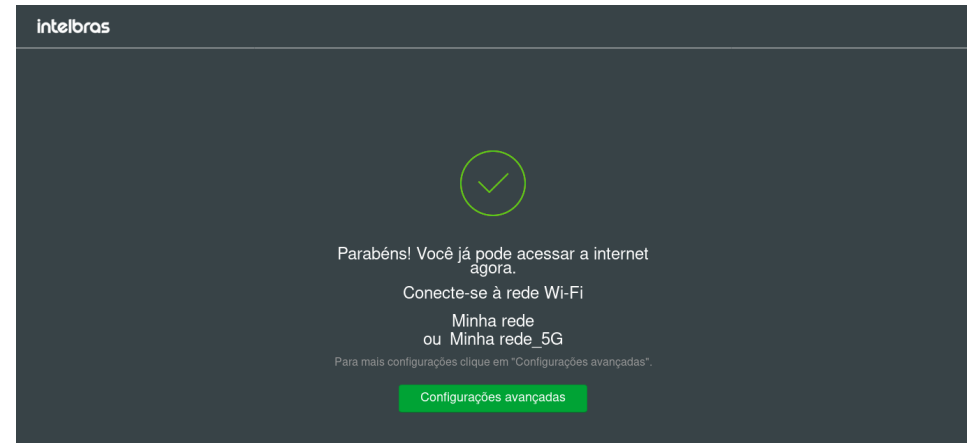 intelbras
Parabéns! Você já pode acessar a internet
agora.
Conecte-se à rede Wi-Fi
Minha rede
ou Minha rede_5G
Para mais configurações clique em "Configurações avançadas".
Configurações avançadas